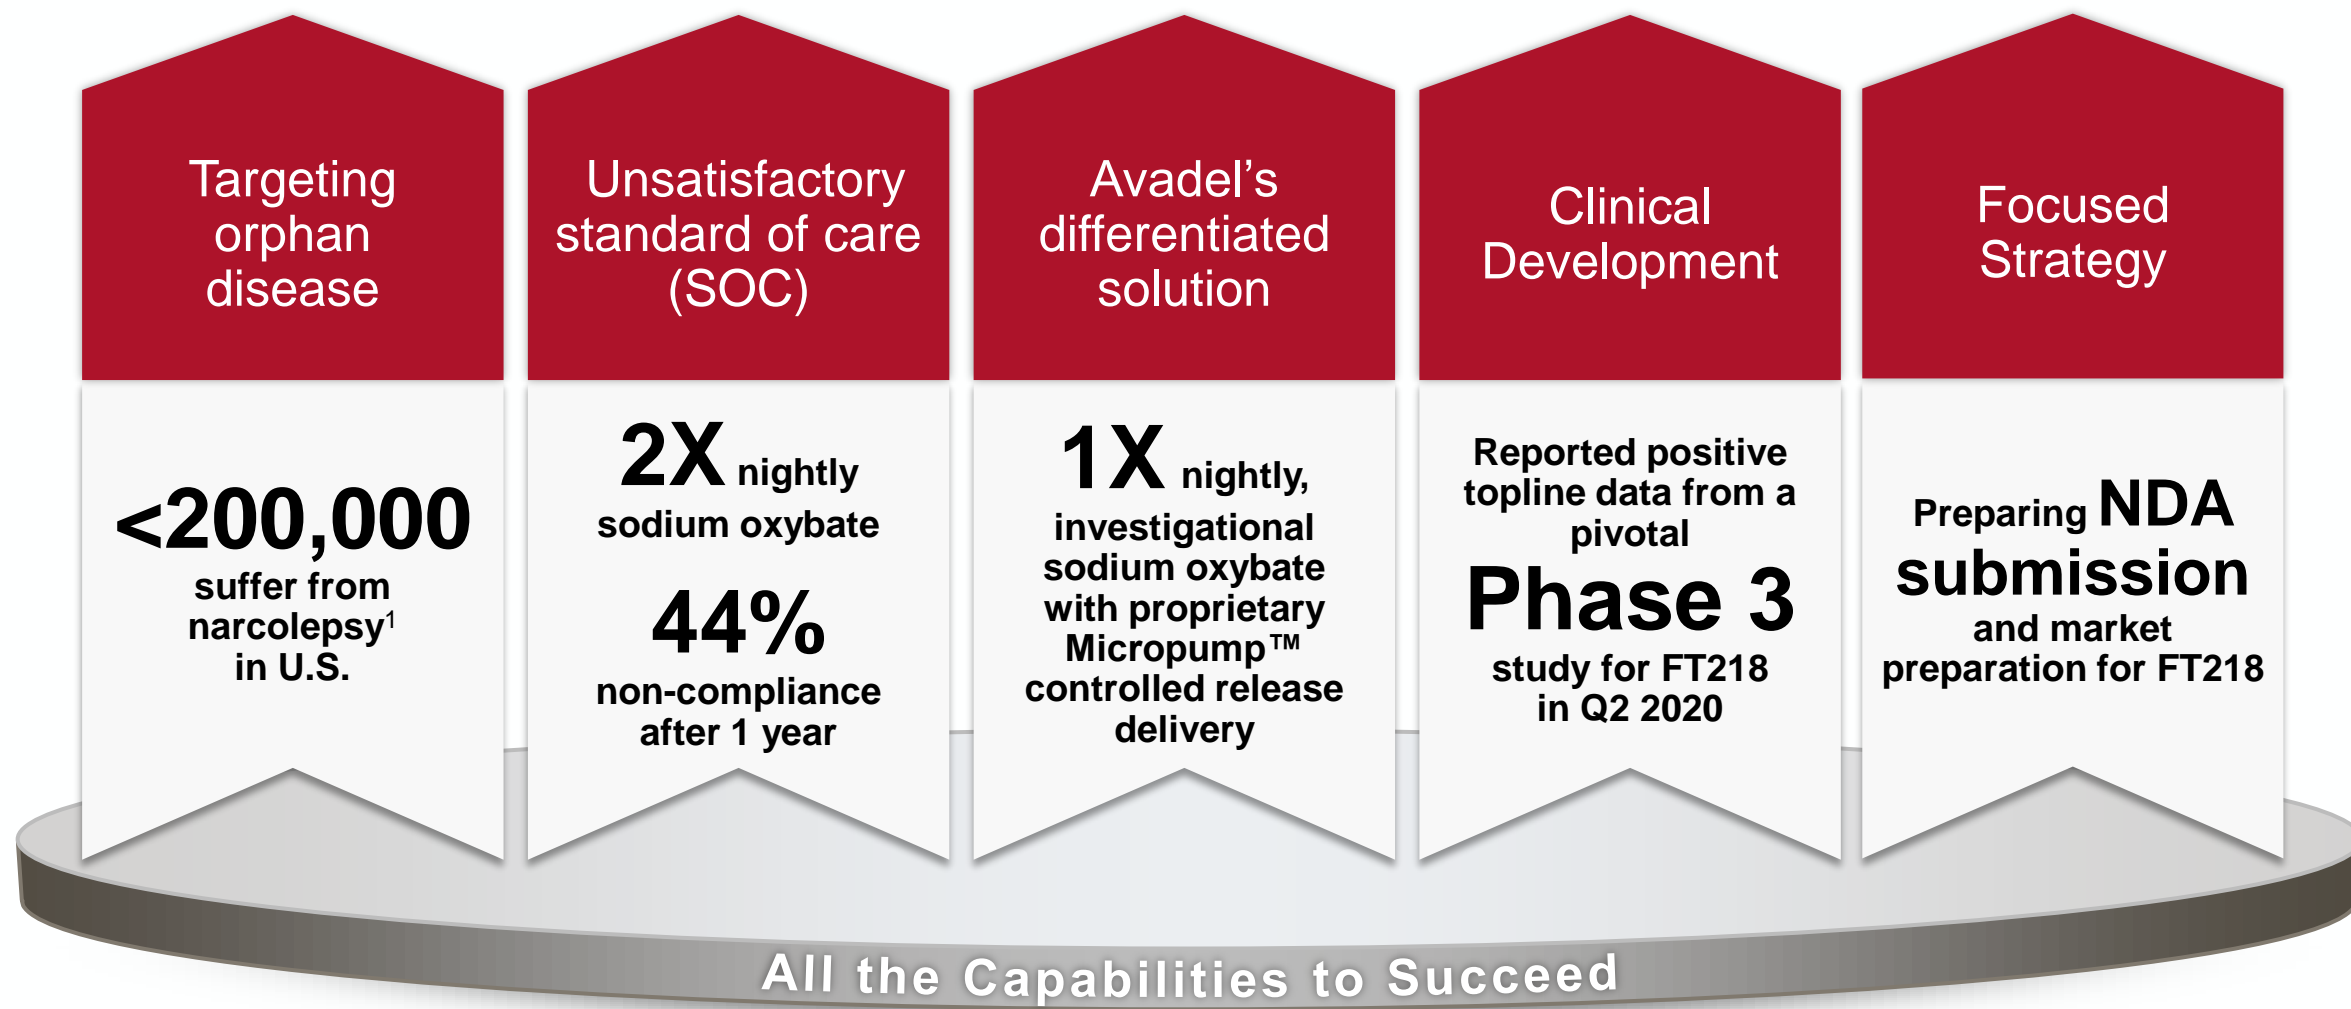 Targeting
orphan
disease
<200,000
suffer from
narcolepsy1
in U.S.
Unsatisfactory
standard of care
(SOC)
2X nightly
sodium oxybate
44%
non-compliance
after 1 year
Avadel’s
differentiated
solution
1X nightly,
investigational
sodium oxybate
with proprietary
Micropump™
controlled release
delivery
Clinical
Development
Reported positive
topline data from a
pivotal
Phase 3
study for FT218
in Q2 2020
Focused
Strategy
Preparing NDA
submission
and market
preparation for FT218
All the Capabilities to Succeed